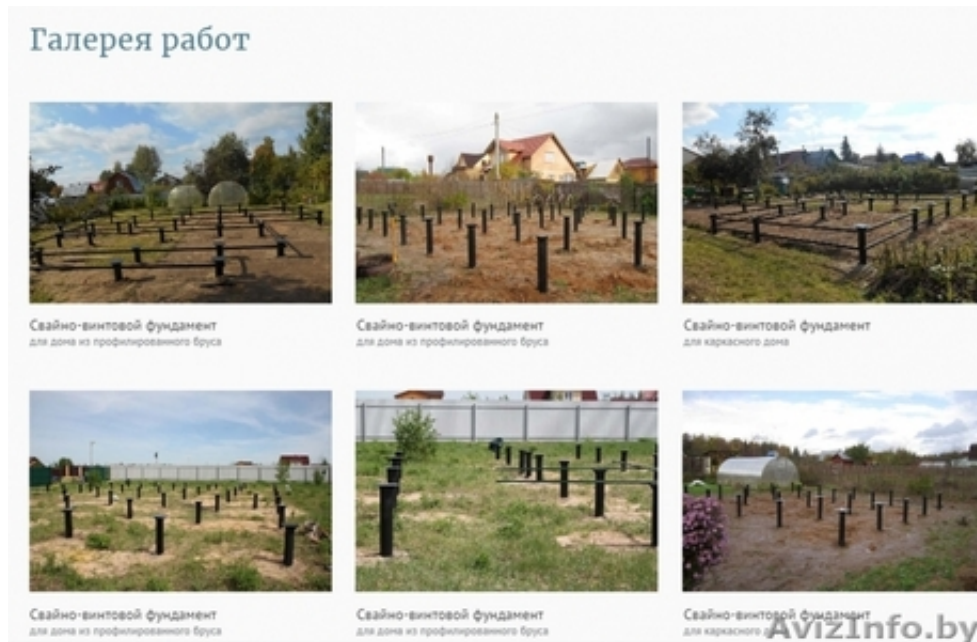 Галерея работ
Свайно-винтовой фундамент
для дома из профилированного бруса
Свайно-винтовой фундамент
для дома из профилированного бруса
Свайно-винтовой фундамент
для каркасного дома
Свайно-винтовой фундамент
для дома из профилированного бруса
Свайно-винтовой фундамент
для дома из профилированного бруса
Свайно-винтовой фундамент
для каркасного
AvizInfo.by